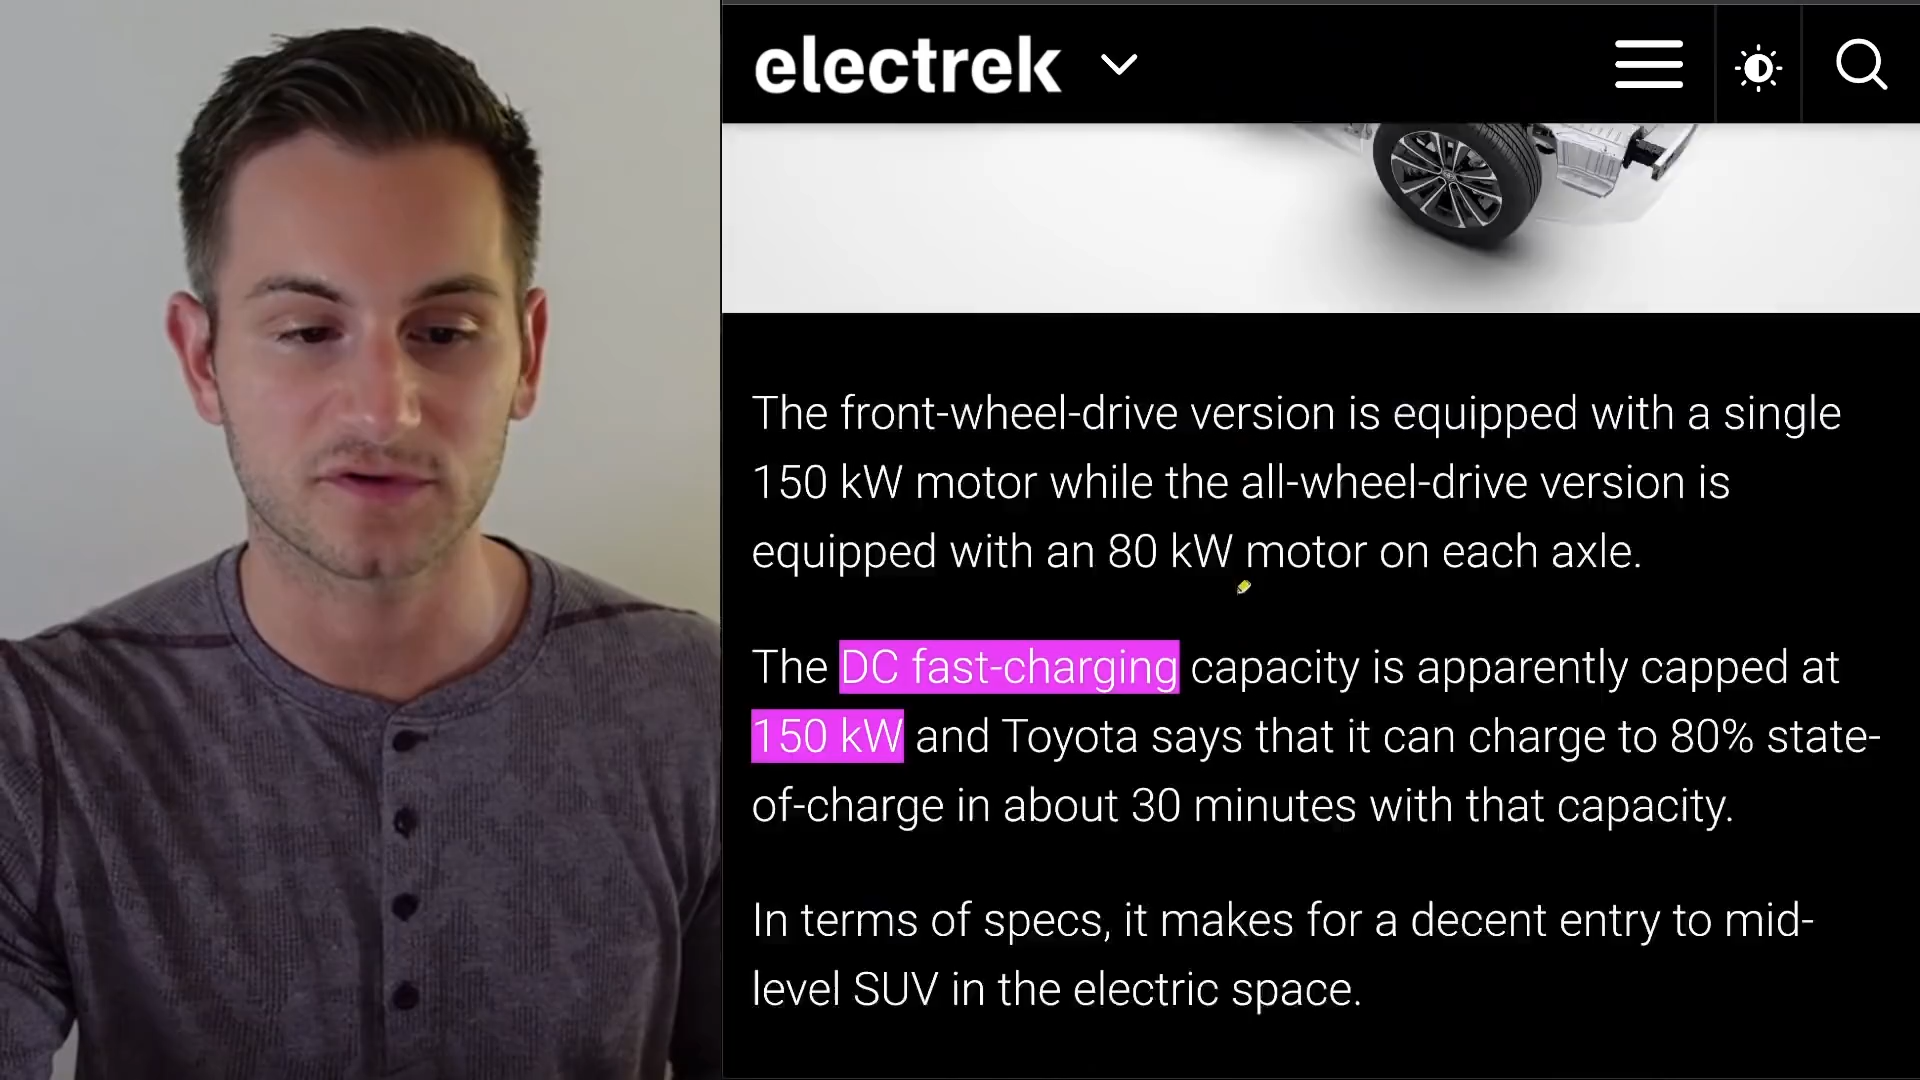 electrek
The front-wheel-drive version is equipped with a single
150 kW motor while the all-wheel-drive version is
equipped with an 80 kW motor on each axle.
The DC fast-charging capacity is apparently capped at
150 kW and Toyota says that it can charge to 80% state-
of-charge in about 30 minutes with that capacity.
In terms of specs, it makes for a decent entry to mid-
level SUV in the electric space.